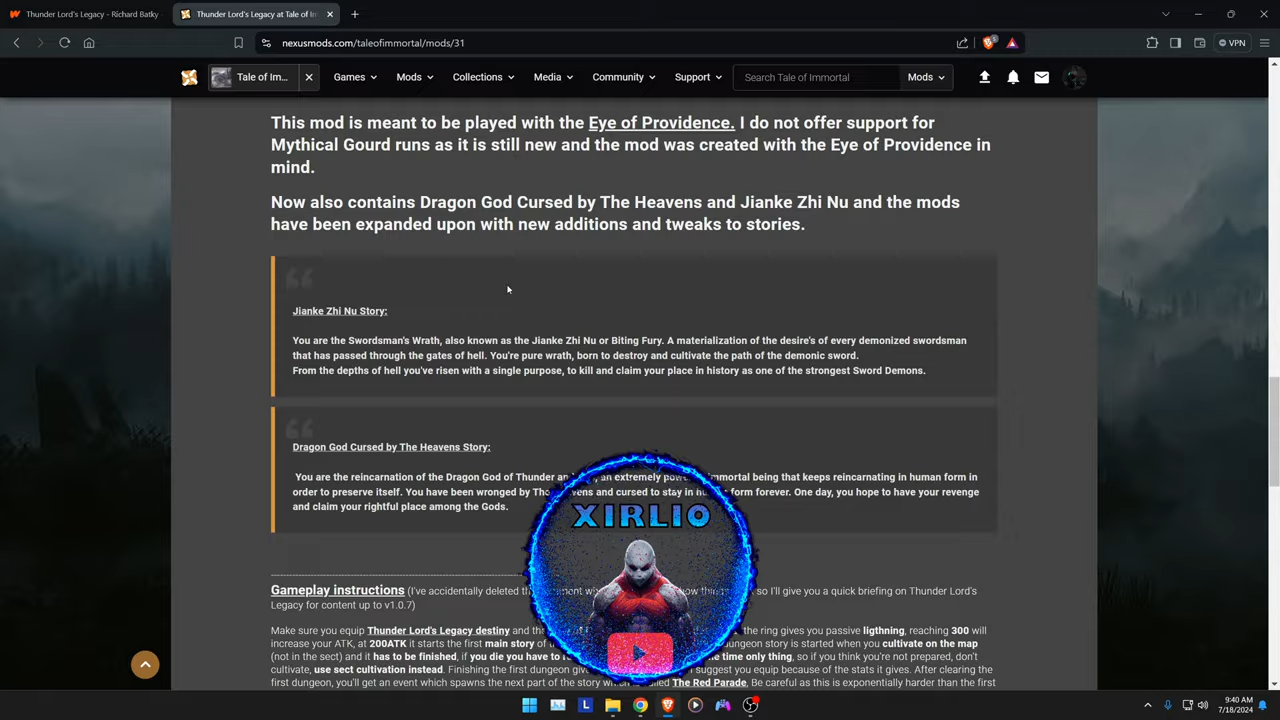 Thunder Lord's Legacy - Richard Batky
Thunder Lord's Legacy at Tale of Im
nexusmods.com/taleofimmortal/mods/31
VPN
Tale of Im...
Games
Mods
Collections
Media
Community
Support
Search Tale of Immortal
Mods
This mod is meant to be played with the Eye of Providence. I do not offer support for
Mythical Gourd runs as it is still new and the mod was created with the Eye of Providence in
mind.
Now also contains Dragon God Cursed by The Heavens and Jianke Zhi Nu and the mods
have been expanded upon with new additions and tweaks to stories.
Jianke Zhi Nu Story:
You are the Swordsman's Wrath, also known as the Jianke Zhi Nu or Biting Fury. A materialization of the desire's of every demonized swordsman
that has passed through the gates of hell. You're pure wrath, born to destroy and cultivate the path of the demonic sword.
From the depths of hell you've risen with a single purpose, to kill and claim your place in history as one of the strongest Sword Demons.
Dragon God Cursed by The Heavens Story:
You are the reincarnation of the Dragon God of Thunder an an extremely immortal being that keeps reincarnating in human form in
order to preserve itself. You have been wronged by form forever. One day, you hope to have your revenge
and claim your rightful place among the Gods.
XIRLIO
Gameplay instructions (I've accidentally deleted so I'll give you a quick briefing on Thunder Lord's
Legacy for content up to v1.0.7)
Make sure you equip Thunder Lord's Legacy destiny and the ring gives you passive ligthning, reaching 300 will
increase your ATK, at 200ATK it starts the first main story of dungeon story is started when you cultivate on the map
(not in the sect) and it has to be finished, if you die you have to time only thing, so if you think you're not prepared, don't
cultivate, use sect cultivation instead. Finishing the first dungeon suggest you equip because of the stats it gives. After clearing the
first dungeon, you'll get an event which spawns the next part of the story The Red Parade. Be careful as this is exponentially harder than the first
9:40 AM
7/18/2024